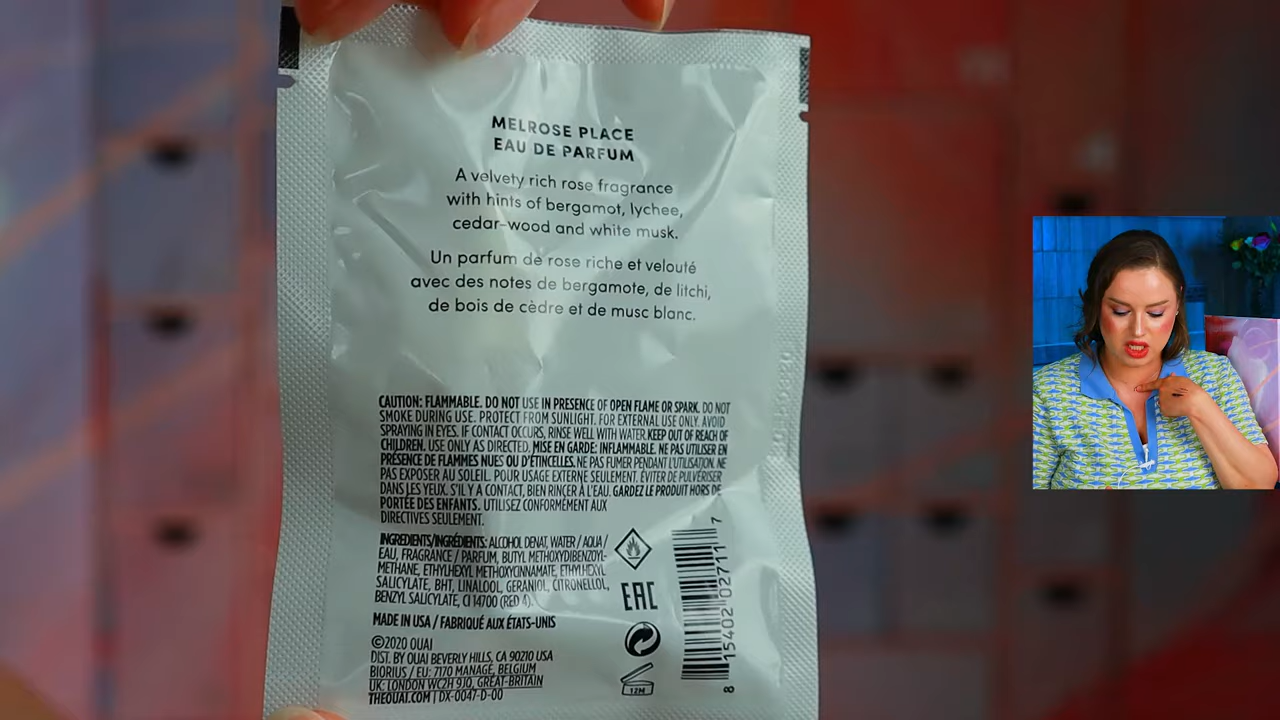 MELROSE PLACE
EAU DE PARFUM
A velvety rich rose fragrance
with hints of bergamot, lychee,
cedar-wood and white musk.
Un parfum de rose riche et velouté
avec des notes de bergamote, de litchi,
de bois de cèdre et de musc blanc.
CAUTION: FLAMMABLE. DO NOT USE IN PRESENCE OF OPEN FLAME OR SPARK. DO NOT
SMOKE DURING USE. PROTECT FROM SUNLIGHT. FOR EXTERNAL USE ONLY. AVOID
SPRAYING IN EYES. IF CONTACT OCCURS, RINSE WELL WITH WATER.KEEP OUT OF REACH OF
CHILDREN. USE ONLY AS DIRECTED. MISE EN GARDE: INFLAMMABLE. NE PAS UTILISER EN
PRÉSENCE DE FLAMMES NUES OU D'ÉTINCELLES. NE PAS FUMER PENDANT L'UTILISATION. NE
PAS EXPOSER AU SOLEIL. POUR USAGE EXTERNE SEULEMENT. ÉVITER DE PULVÉRISER
DANS LES YEUX. S'IL Y A CONTACT, BIEN RINCER À L'EAU. GARDEZ LE PRODUIT HORS DE
PORTÉE DES ENFANTS. UTILISEZ CONFORMÉMENT AUX
DIRECTIVES SEULEMENT.
INGREDIENTS/INGRÉDIENTS: ALCOHOL DENAT, WATER / AQUA /
EAU, FRAGRANCE / PARFUM, BUTYL METHOXYDIBENZOYL-
METHANE, ETHYLHEXYL METHOXYCINNAMATE, ETHYLHEXYL
SALICYLATE, BHT, LINALOOL, GERANIOL, CITRONELLOL,
BENZYL SALICYLATE, CI 14700 (RED 4).
MADE IN USA / FABRIQUÉ AUX ÉTATS-UNIS
©2020 OUAI
DIST. BY OUAI BEVERLY HILLS, CA 90210 USA
BIORIUS / EU: 7170 MANAGE, BELGIUM
UK: LONDON WC2H 9JQ, GREAT-BRITAIN
THEOUAI.COM | DX-0047-D-00
EAC
12M
8 15402 02711 7